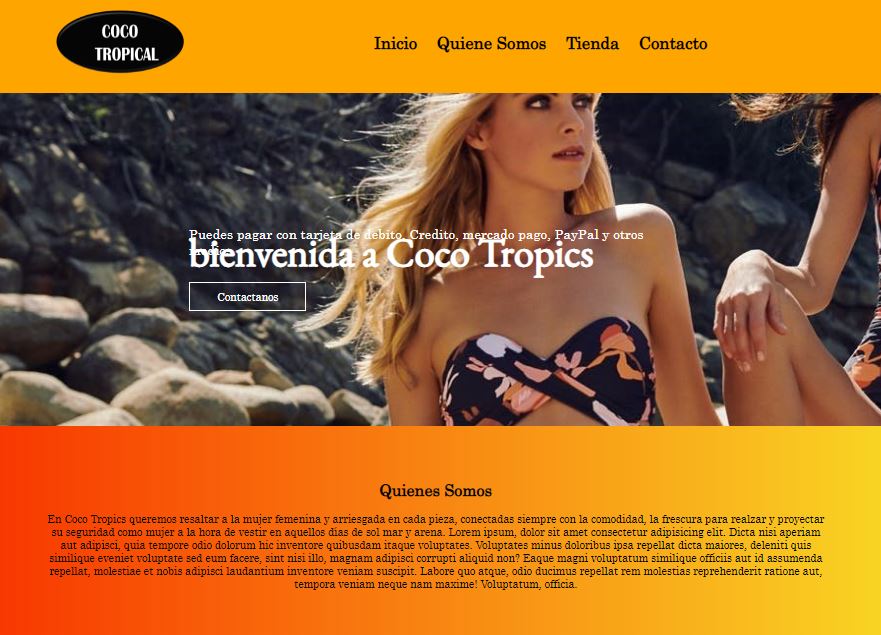 COCO
TROPICAL
Inicio Quiene Somos Tienda Contacto
Puedes pagar con tarjeta de debito, Credito, mercado pago, PayPal y otros
bienvenida a Coco Tropics
Contactanos
Quienes Somos
En Coco Tropics queremos resaltar a la mujer femenina y arriesgada en cada pieza, conectadas siempre con la comodidad, la frescura para realzar y proyectar
su seguridad como mujer a la hora de vestir en aquellos dias de sol mar y arena. Lorem ipsum, dolor sit amet consectetur adipisicing elit. Dicta nisi aperiam
aut adipisci, quia tempore odio dolorum hic inventore quibusdam itaque voluptates. Voluptates minus doloribus ipsa repellat dicta maiores, deleniti quis
similique eveniet voluptate sed eum facere, sint nisi illo, magnam adipisci corrupti aliquid non? Eaque magni voluptatum similique officiis aut id assumenda
repellat, molestiae et nobis adipisci laudantium inventore veniam suscipit. Labore quo atque, odio ducimus repellat rem molestias reprehenderit ratione aut,
tempora veniam neque nam maxime! Voluptatum, officia.